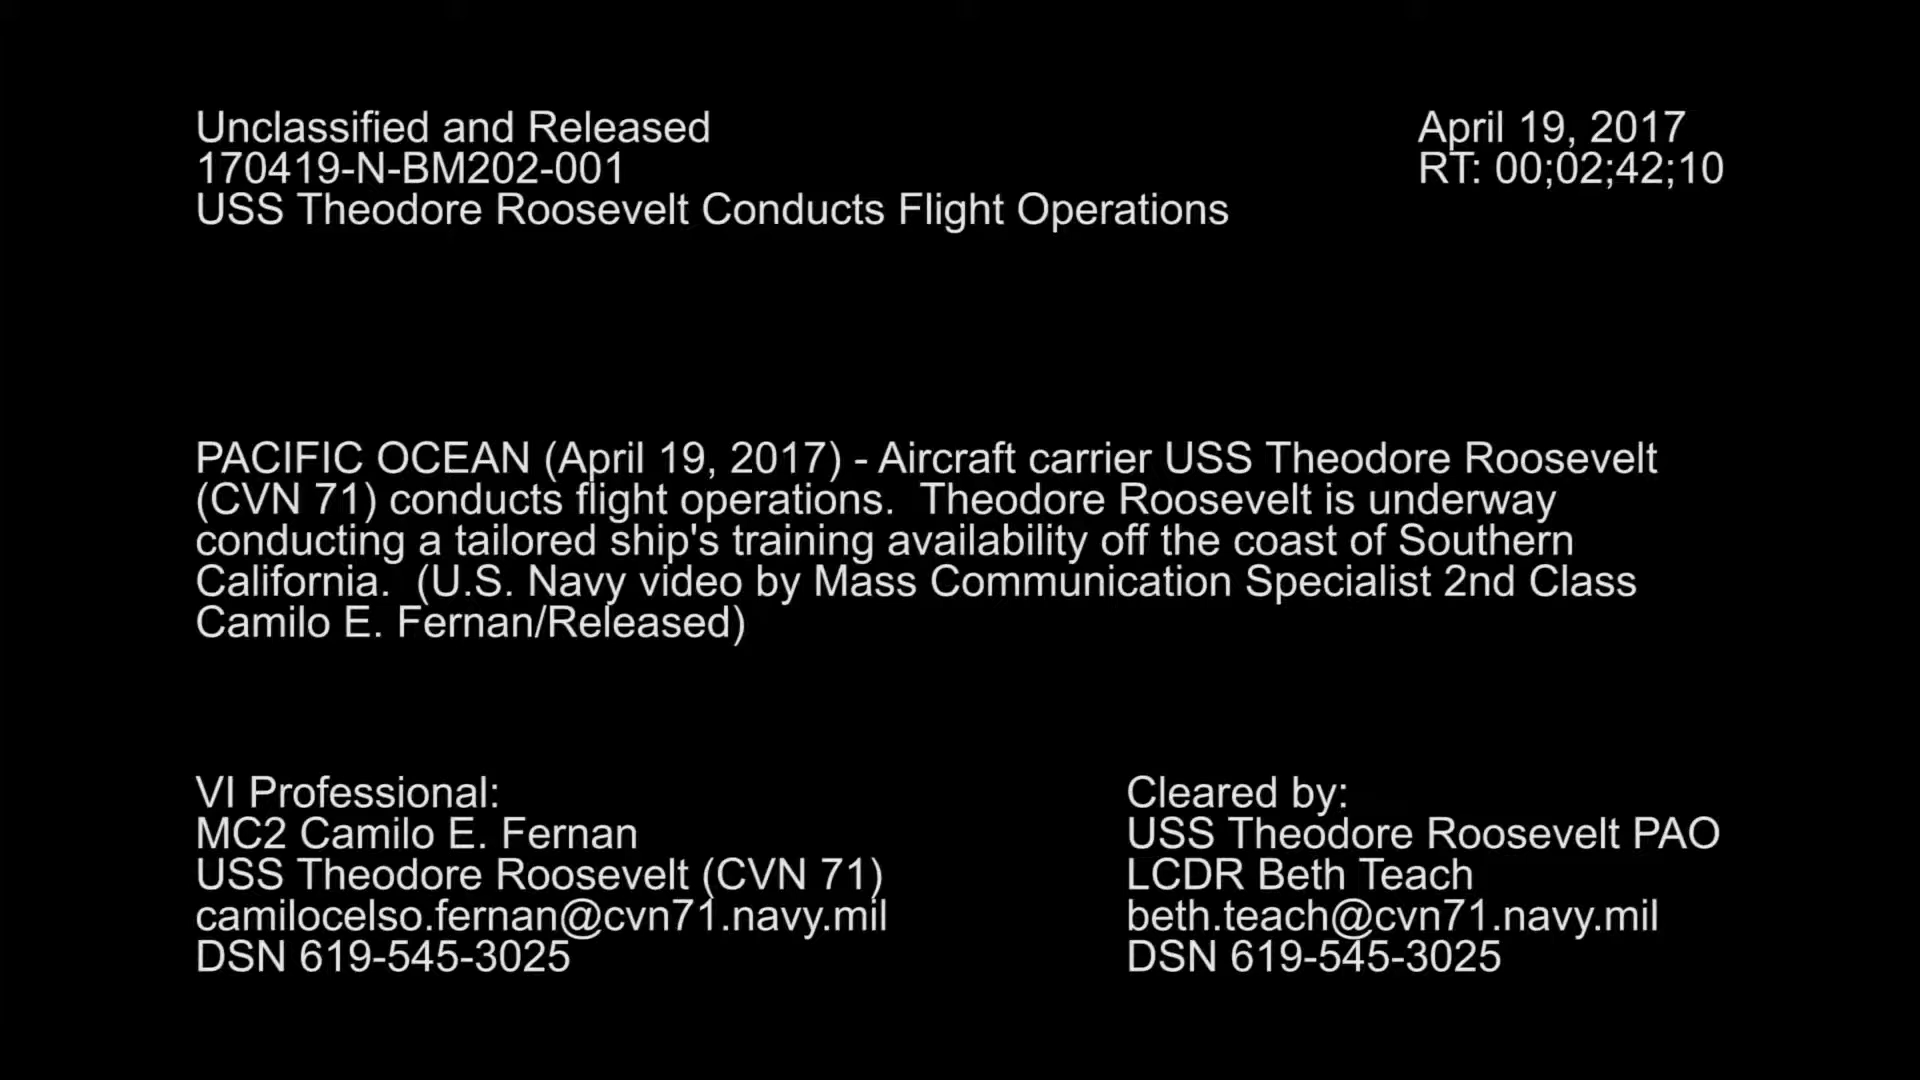 Unclassified and Released
170419-N-BM202-001
USS Theodore Roosevelt Conducts Flight Operations
April 19, 2017
RT: 00;02;42;10
PACIFIC OCEAN (April 19, 2017) - Aircraft carrier USS Theodore Roosevelt
(CVN 71) conducts flight operations.  Theodore Roosevelt is underway
conducting a tailored ship's training availability off the coast of Southern
California.  (U.S. Navy video by Mass Communication Specialist 2nd Class
Camilo E. Fernan/Released)
VI Professional:
MC2 Camilo E. Fernan
USS Theodore Roosevelt (CVN 71)
camilocelso.fernan@cvn71.navy.mil
DSN 619-545-3025
Cleared by:
USS Theodore Roosevelt PAO
LCDR Beth Teach
beth.teach@cvn71.navy.mil
DSN 619-545-3025